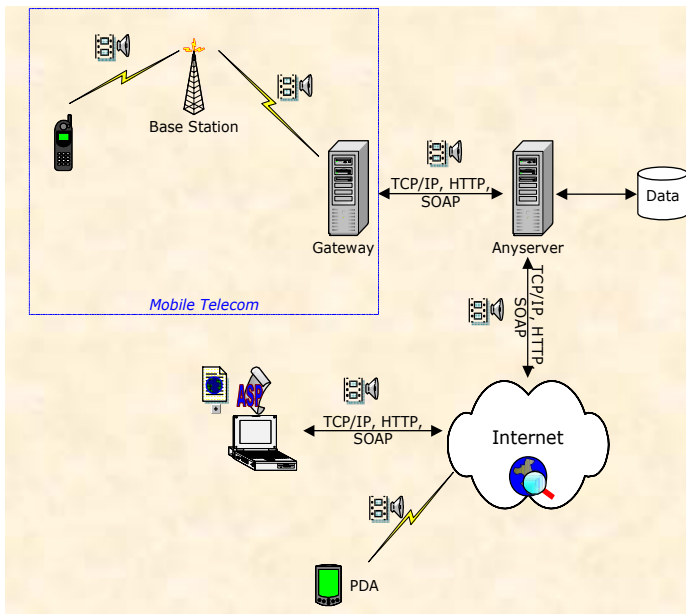 Base Station
TCP/IP, HTTP,
SOAP
Data
Gateway
Anyserver
Mobile Telecom
TCP/IP, HTTP,
SOAP
ASP
TCP/IP, HTTP,
SOAP
Internet
PDA